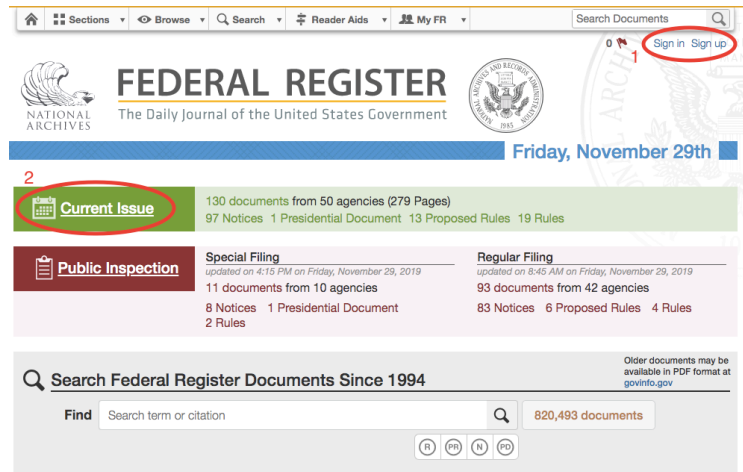 Sections Browse Search Reader Aids My FR Search Documents
0 Sign in Sign up
1
NATIONAL ARCHIVES
FEDERAL REGISTER
The Daily Journal of the United States Government
NATIONAL ARCHIVES AND RECORDS ADMINISTRATION
1985
Friday, November 29th
2
Current Issue
130 documents from 50 agencies (279 Pages)
97 Notices 1 Presidential Document 13 Proposed Rules 19 Rules
Public Inspection
Special Filing
updated on 4:15 PM on Friday, November 29, 2019
11 documents from 10 agencies
8 Notices 1 Presidential Document
2 Rules
Regular Filing
updated on 8:45 AM on Friday, November 29, 2019
93 documents from 42 agencies
83 Notices 6 Proposed Rules 4 Rules
Older documents may be
available in PDF format at
govinfo.gov
Search Federal Register Documents Since 1994
Find Search term or citation 820,493 documents
R PR N PD